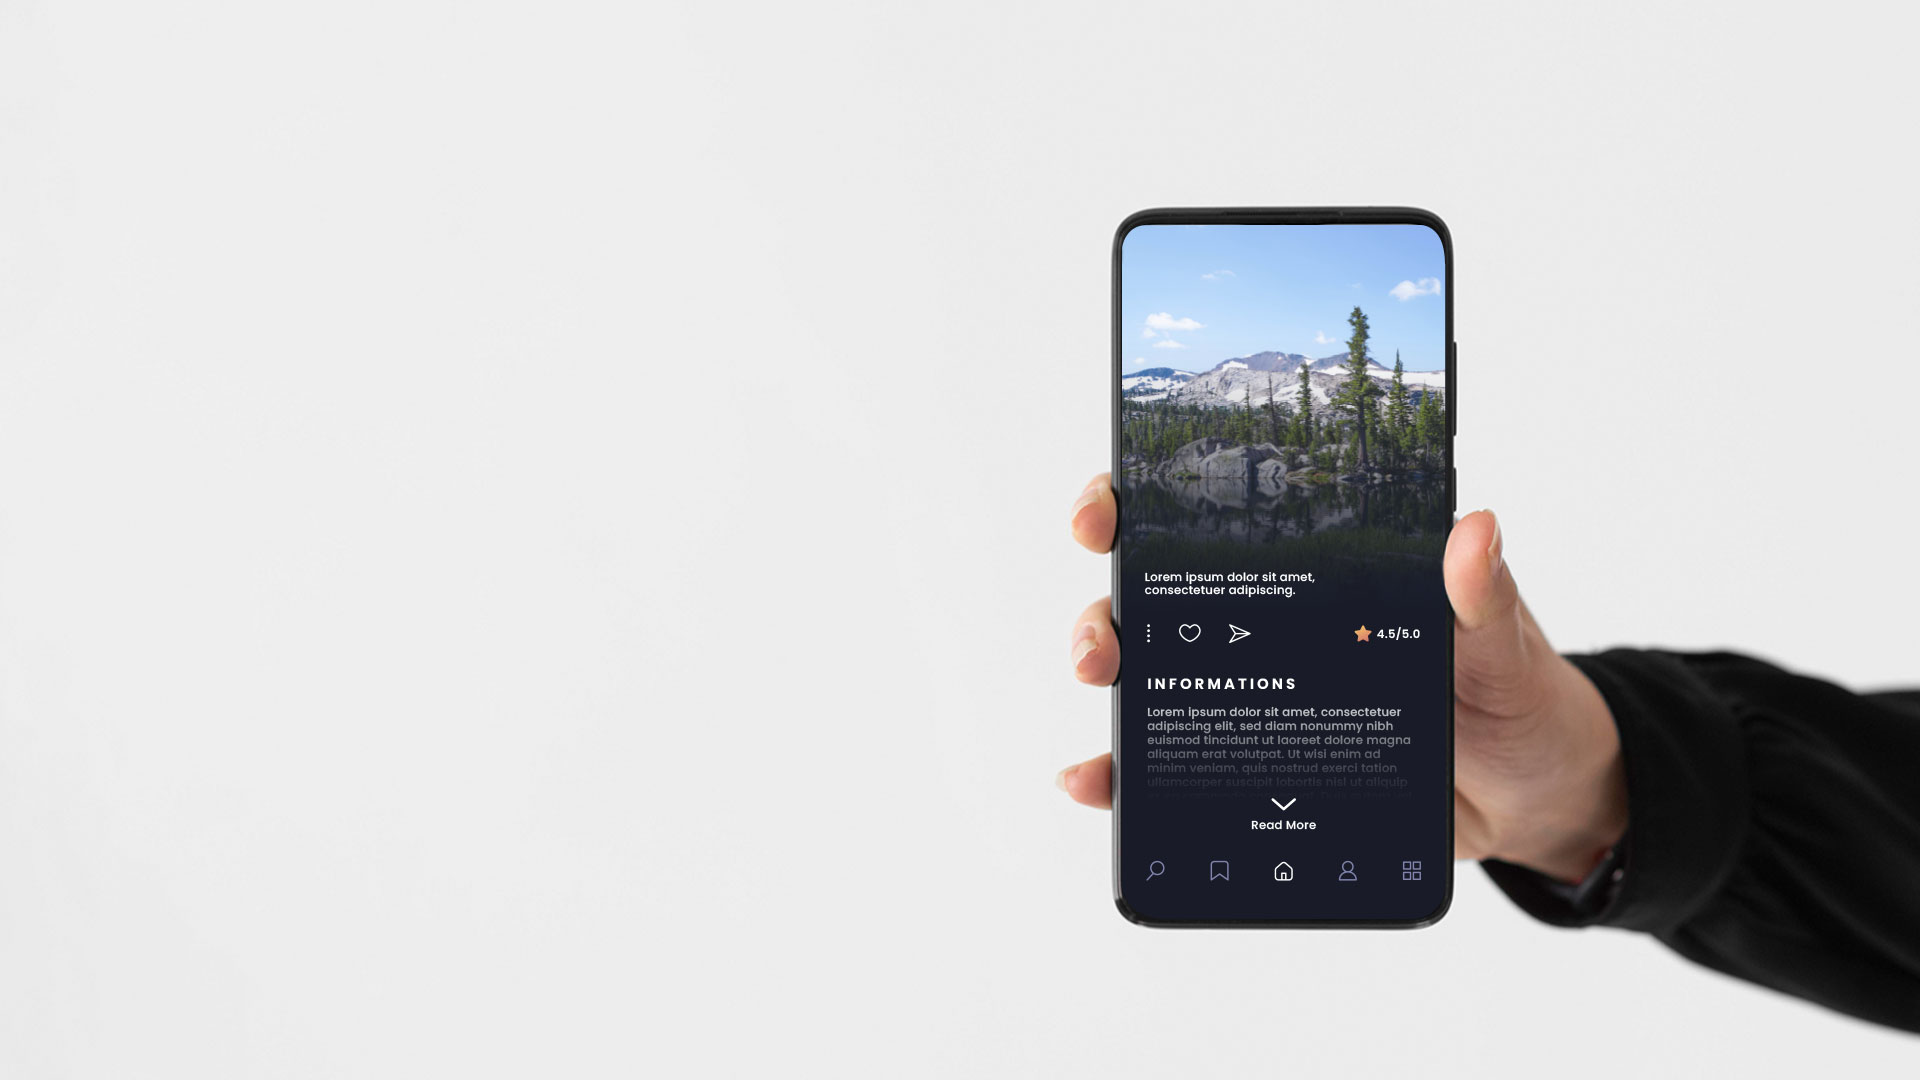 Lorem ipsum dolor sit amet,
consectetuer adipiscing.
4.5/5.0
INFORMATIONS
Lorem ipsum dolor sit amet, consectetuer
adipiscing elit, sed diam nonummy nibh
euismod tincidunt ut laoreet dolore magna
aliquam erat volutpat. Ut wisi enim ad
minim veniam, quis nostrud exerci tation
ullamcorper suscipit lobortis nisl ut aliquip
Read More